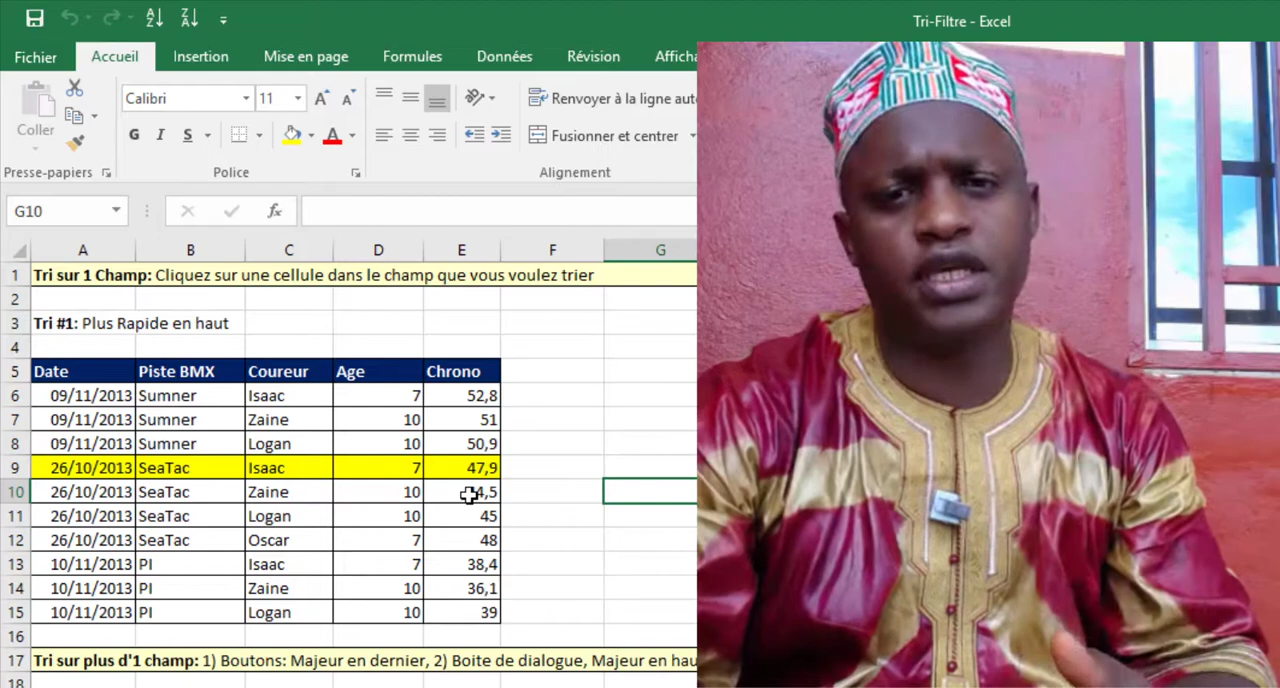 Tri-Filtre - Excel
Fichier Accueil Insertion Mise en page Formules Données Révision Afficha
Coller Calibri 11 Renvoyer à la ligne aut
G I S A Fusionner et centrer
Presse-papiers Police Alignement
G10 fx
A B C D E F G
1 Tri sur 1 Champ: Cliquez sur une cellule dans le champ que vous voulez trier
2
3 Tri #1: Plus Rapide en haut
4
5 Date Piste BMX Coureur Age Chrono
6 09/11/2013 Sumner Isaac 7 52,8
7 09/11/2013 Sumner Zaine 10 51
8 09/11/2013 Sumner Logan 10 50,9
9 26/10/2013 SeaTac Isaac 7 47,9
10 26/10/2013 SeaTac Zaine 10
11 26/10/2013 SeaTac Logan 10 45
12 26/10/2013 SeaTac Oscar 7 48
13 10/11/2013 PI Isaac 7 38,4
14 10/11/2013 PI Zaine 10 36,1
15 10/11/2013 PI Logan 10 39
16
17 Tri sur plus d'1 champ: 1) Boutons: Majeur en dernier, 2) Boite de dialogue, Majeur en hau
18